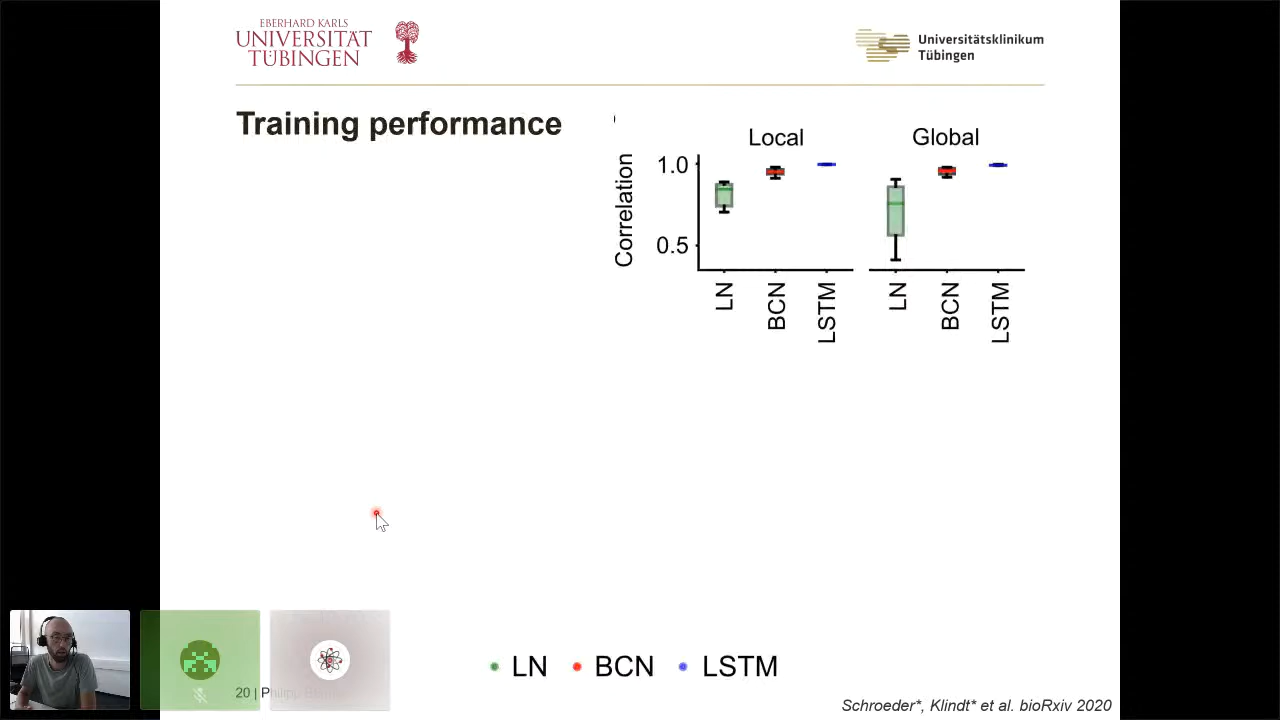 EBERHARD KARLS
UNIVERSITÄT
TÜBINGEN
Universitätsklinikum
Tübingen
Training performance
Local
Global
Correlation
1.0
0.5
LN
BCN
LSTM
LN
BCN
LSTM
LN
BCN
LSTM
20 | Philipp
Schroeder*, Klindt* et al. bioRxiv 2020